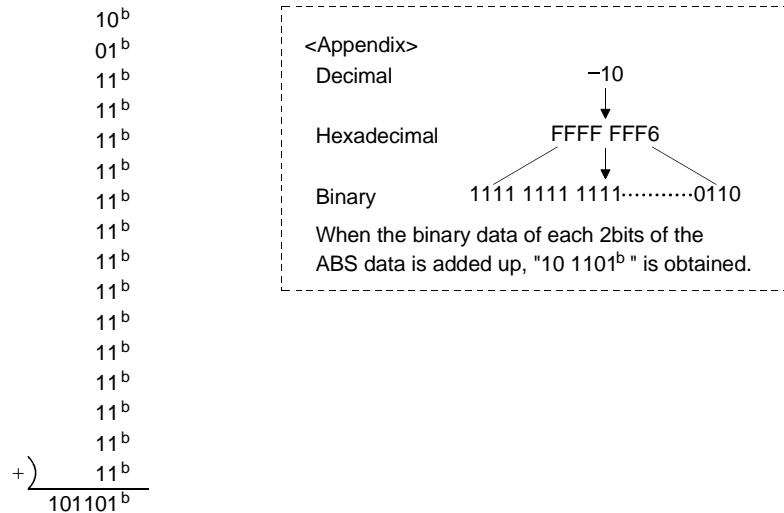 10ᵇ
01ᵇ
11ᵇ
11ᵇ
11ᵇ
11ᵇ
11ᵇ
11ᵇ
11ᵇ
11ᵇ
11ᵇ
11ᵇ
11ᵇ
11ᵇ
11ᵇ
+) 11ᵇ
101101ᵇ
<Appendix>
Decimal −10
Hexadecimal FFFF FFF6
Binary 1111 1111 1111··········0110
When the binary data of each 2bits of the
ABS data is added up, "10 1101ᵇ " is obtained.